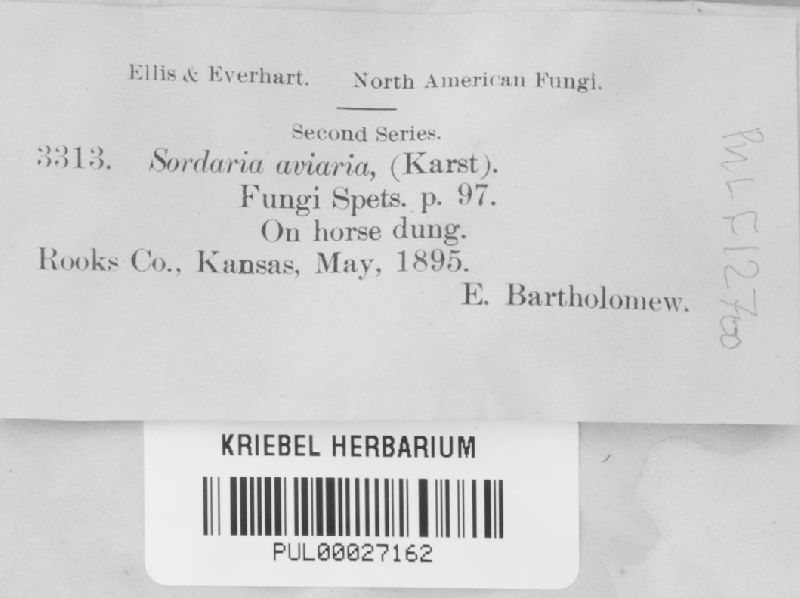 Ellis & Everhart. North American Fungi.
Second Series.
3313. Sordaria aviaria, (Karst).
Fungi Spets. p. 97.
On horse dung.
Rooks Co., Kansas, May, 1895.
E. Bartholomew.
PUL F12700
KRIEBEL HERBARIUM
PUL00027162